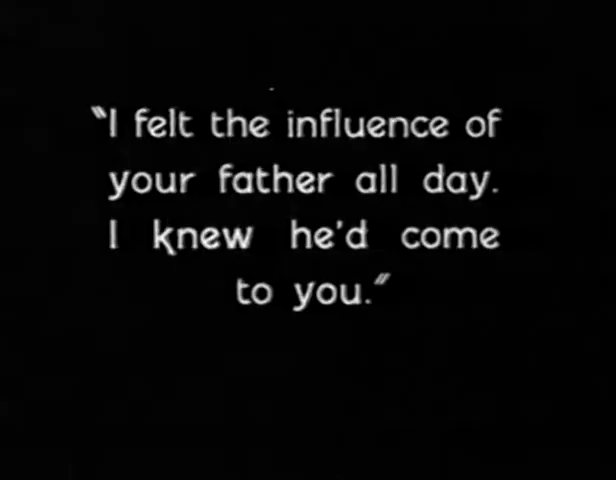 "I felt the influence of
your father all day.
I knew he'd come
to you."